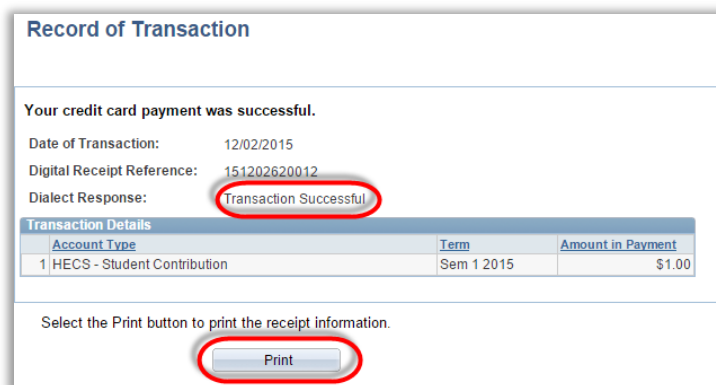 Record of Transaction
Your credit card payment was successful.
Date of Transaction: 12/02/2015
Digital Receipt Reference: 151202620012
Dialect Response: Transaction Successful
Transaction Details
Account Type Term Amount in Payment
1 HECS - Student Contribution Sem 1 2015 $1.00
Select the Print button to print the receipt information.
Print